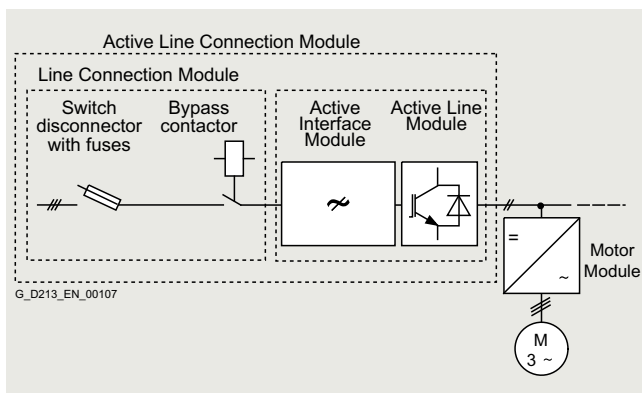 Active Line Connection Module
Line Connection Module
Switch
disconnector
with fuses
Bypass
contactor
Active
Interface
Module
Active Line
Module
=
~
Motor
Module
G_D213_EN_00107
M
3 ~